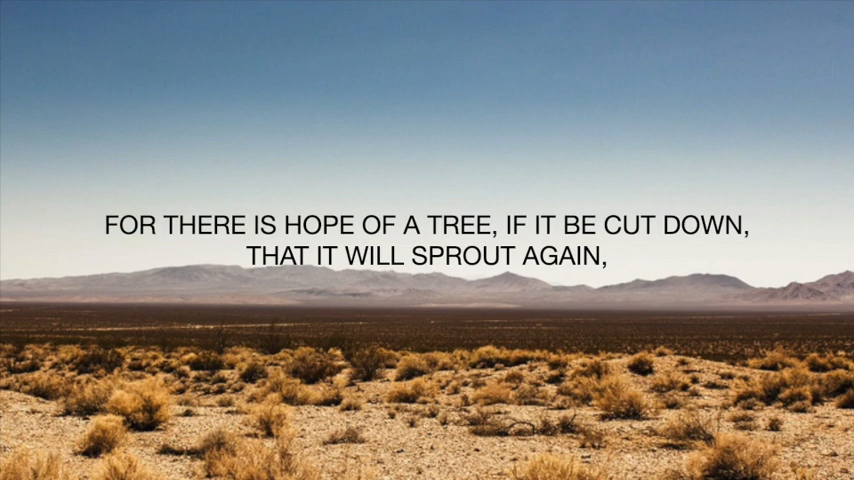 FOR THERE IS HOPE OF A TREE, IF IT BE CUT DOWN,
THAT IT WILL SPROUT AGAIN,